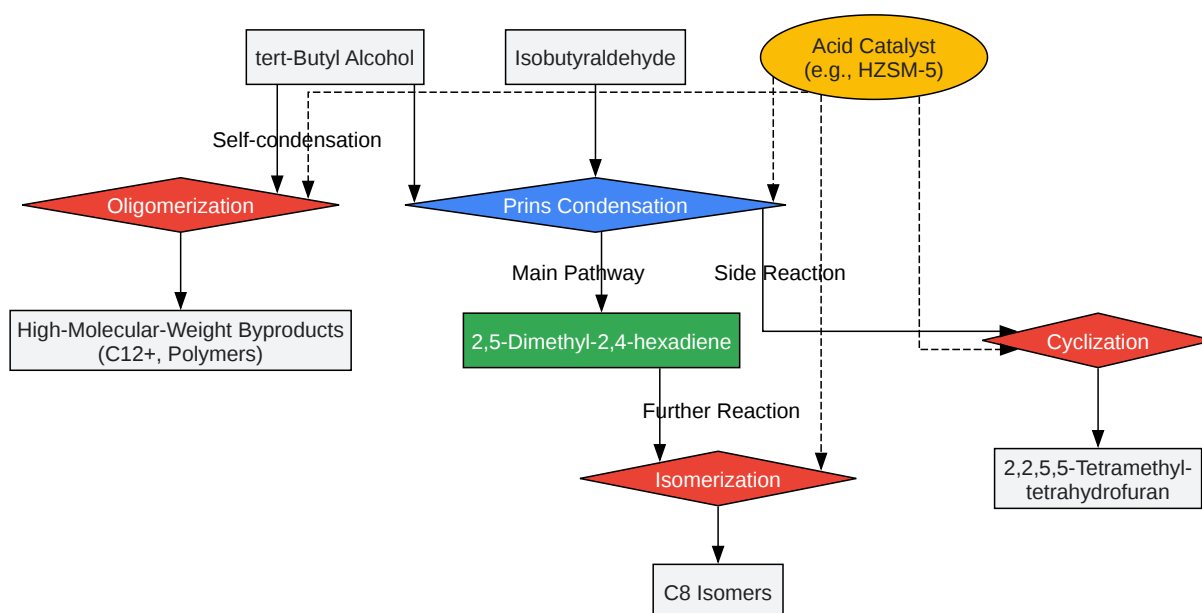 tert-Butyl Alcohol
Isobutyraldehyde
Acid Catalyst
(e.g., HZSM-5)
Self-condensation
Oligomerization
Prins Condensation
Main Pathway
Side Reaction
High-Molecular-Weight Byproducts
(C12+, Polymers)
2,5-Dimethyl-2,4-hexadiene
Cyclization
Further Reaction
Isomerization
2,2,5,5-Tetramethyl-
tetrahydrofuran
C8 Isomers